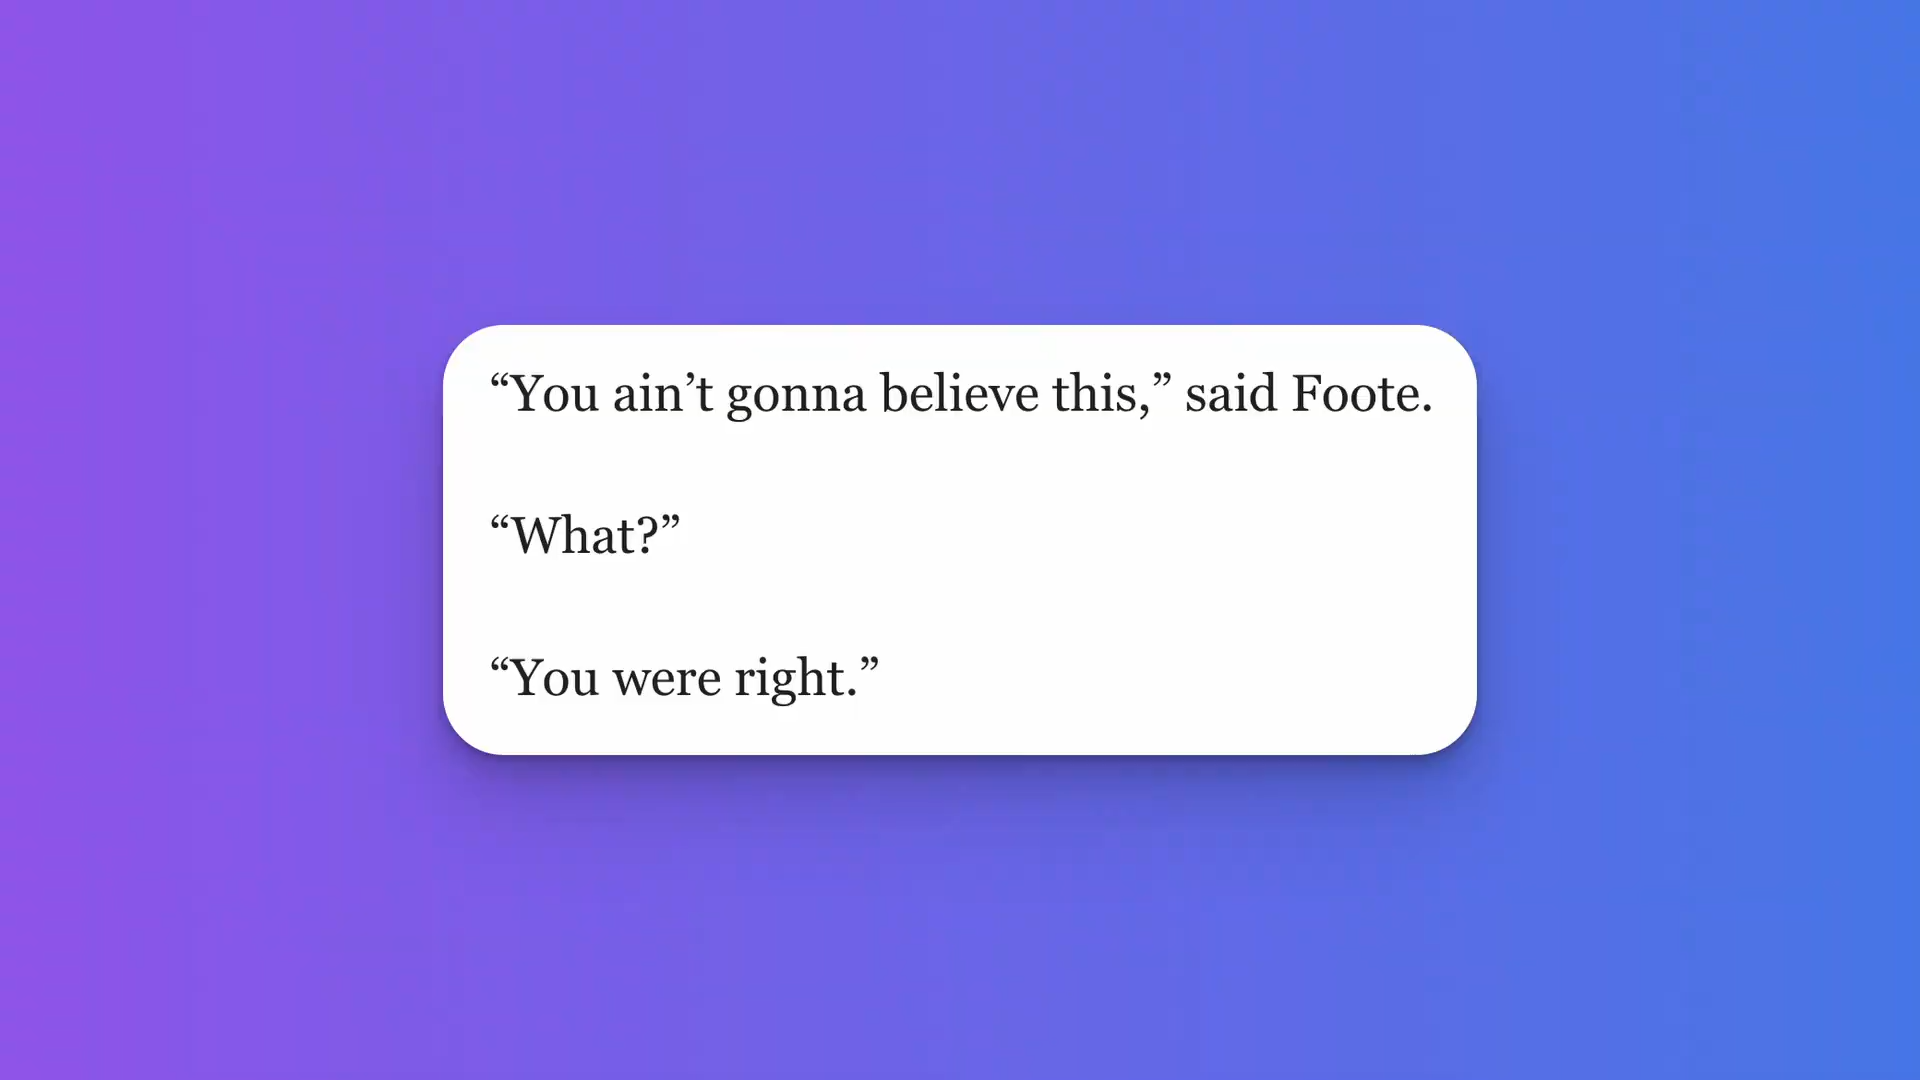 “You ain’t gonna believe this,” said Foote.
“What?”
“You were right.”